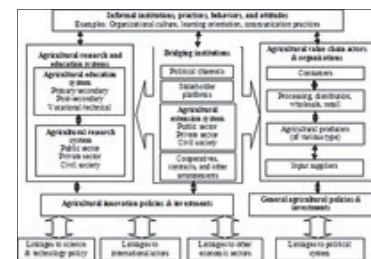 Informal institutions, practices, behaviors, and attitudes
Examples: Organizational culture, learning orientation, communication practices
Agricultural research and
education systems
Agricultural education
system
Primary secondary
Post-secondary
Vocational technical
Agricultural research
system
Public sector
Private sector
Civil society
Bridging institutions
Political channels
Stakeholder
platforms
Agricultural
extension system
Public sector
Private sector
Civil society
Cooperatives,
contracts, and other
arrangements
Agricultural value chain actors &
organizations
Consumers
Processing, distribution,
wholesale, retail
Agricultural producers
(of various type)
Input suppliers
Agricultural innovation policies & investments
General agricultural policies &
investments
Linkages to science
& technology policy
Linkages to
international actors
Linkages to other
economic sectors
Linkages to political
system